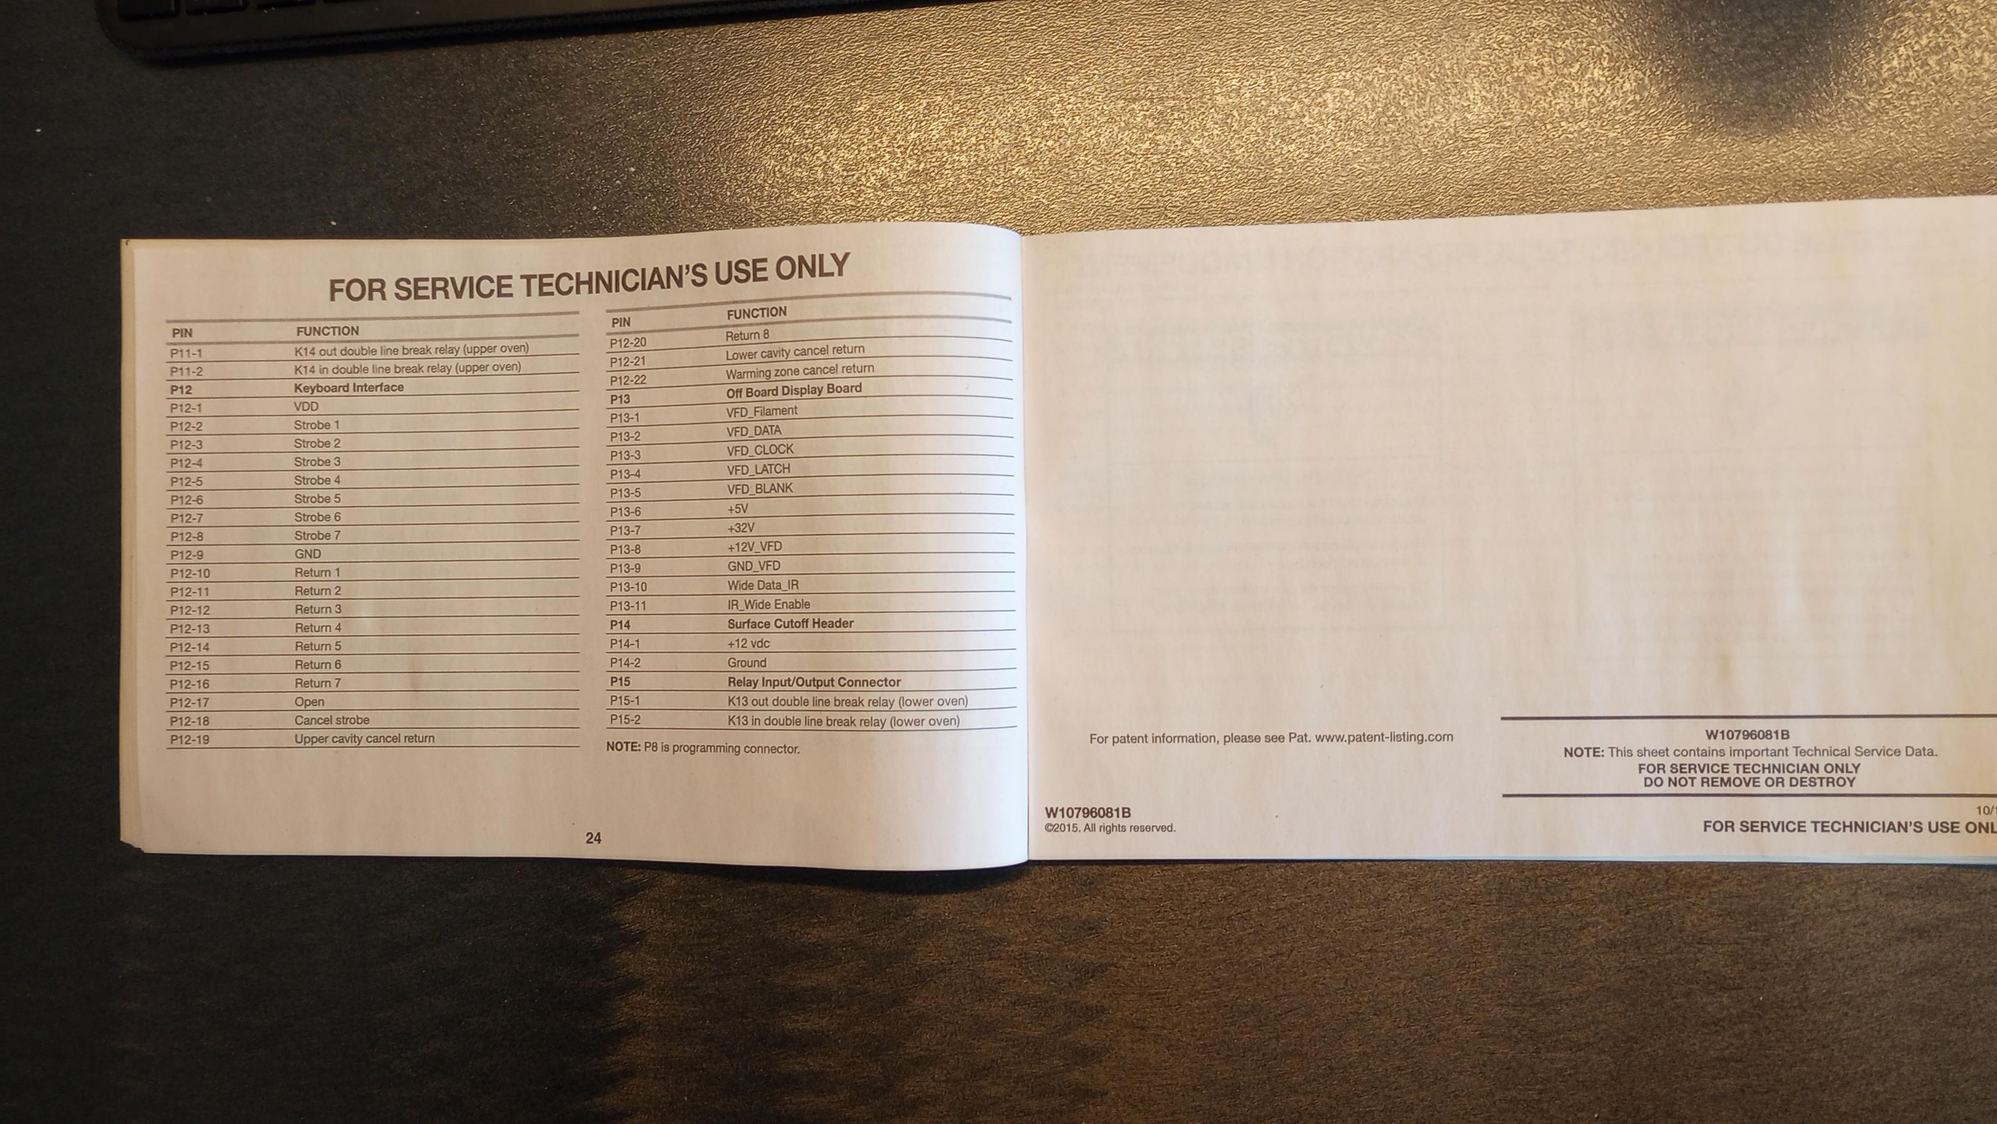 FOR SERVICE TECHNICIAN'S USE ONLY
PIN FUNCTION
P11-1 K14 out double line break relay (upper oven)
P11-2 K14 in double line break relay (upper oven)
P12 Keyboard Interface
P12-1 VDD
P12-2 Strobe 1
P12-3 Strobe 2
P12-4 Strobe 3
P12-5 Strobe 4
P12-6 Strobe 5
P12-7 Strobe 6
P12-8 Strobe 7
P12-9 GND
P12-10 Return 1
P12-11 Return 2
P12-12 Return 3
P12-13 Return 4
P12-14 Return 5
P12-15 Return 6
P12-16 Return 7
P12-17 Open
P12-18 Cancel strobe
P12-19 Upper cavity cancel return
PIN FUNCTION
P12-20 Return 8
P12-21 Lower cavity cancel return
P12-22 Warming zone cancel return
P13 Off Board Display Board
P13-1 VFD_Filament
P13-2 VFD_DATA
P13-3 VFD_CLOCK
P13-4 VFD_LATCH
P13-5 VFD_BLANK
P13-6 +5V
P13-7 +32V
P13-8 +12V_VFD
P13-9 GND_VFD
P13-10 Wide Data_IR
P13-11 IR_Wide Enable
P14 Surface Cutoff Header
P14-1 +12 vdc
P14-2 Ground
P15 Relay Input/Output Connector
P15-1 K13 out double line break relay (lower oven)
P15-2 K13 in double line break relay (lower oven)
NOTE: P8 is programming connector.
24
For patent information, please see Pat. www.patent-listing.com
W10796081B
©2015. All rights reserved.
W10796081B
NOTE: This sheet contains important Technical Service Data.
FOR SERVICE TECHNICIAN ONLY
DO NOT REMOVE OR DESTROY
10/
FOR SERVICE TECHNICIAN'S USE ONL